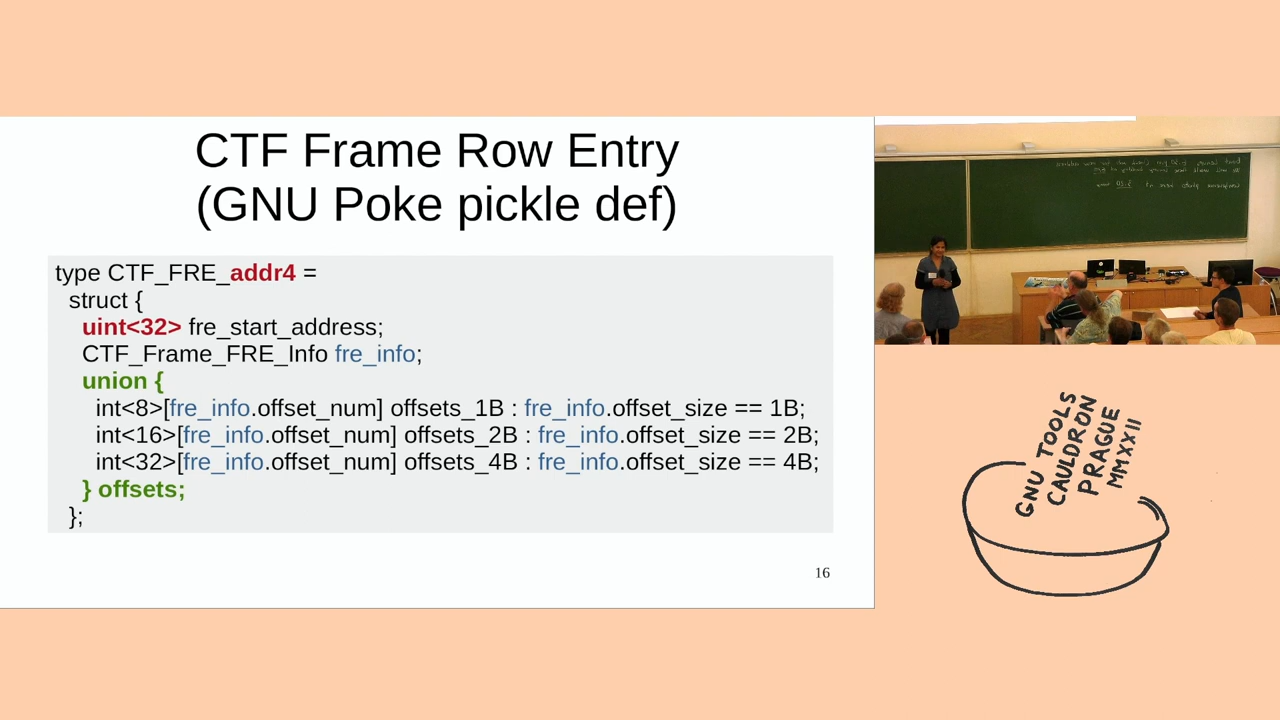 CTF Frame Row Entry
(GNU Poke pickle def)
type CTF_FRE_addr4 =
struct {
uint<32> fre_start_address;
CTF_Frame_FRE_Info fre_info;
union {
int<8>[fre_info.offset_num] offsets_1B : fre_info.offset_size == 1B;
int<16>[fre_info.offset_num] offsets_2B : fre_info.offset_size == 2B;
int<32>[fre_info.offset_num] offsets_4B : fre_info.offset_size == 4B;
} offsets;
};
16
GNU TOOLS
CAULDRON
PRAGUE
MMXXII